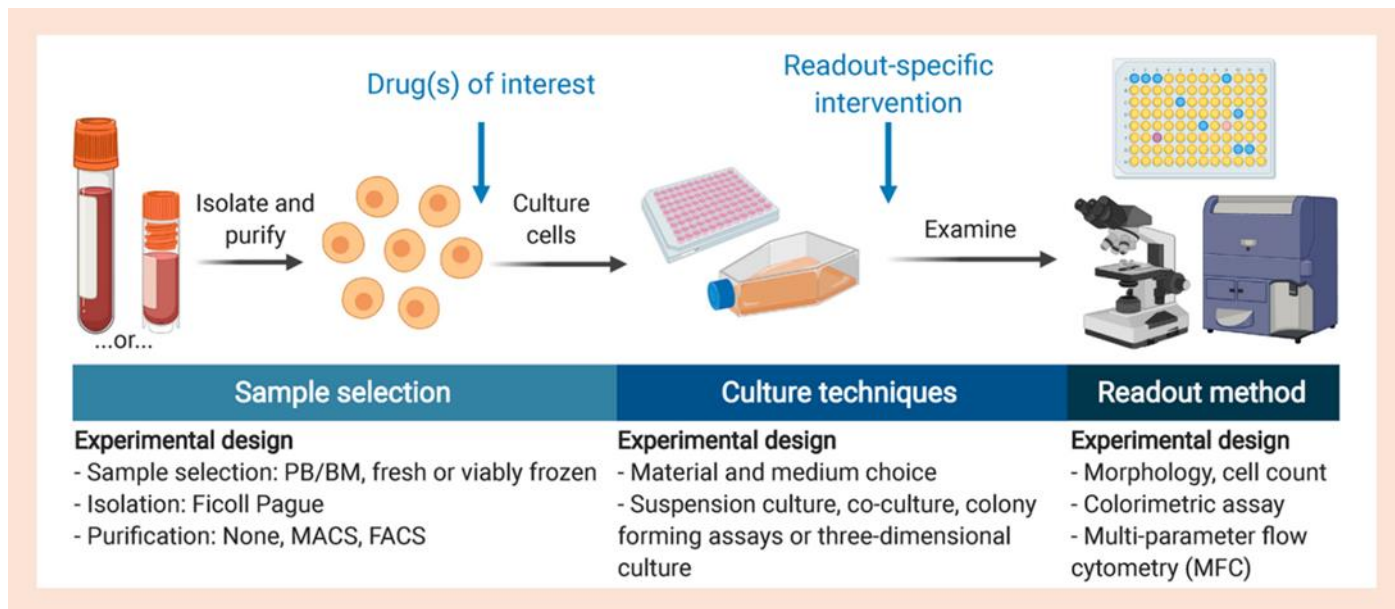 Drug(s) of interest
Readout-specific
intervention
Isolate and
purify
Culture
cells
Examine
...or...
Sample selection
Culture techniques
Readout method
Experimental design
- Sample selection: PB/BM, fresh or viably frozen
- Isolation: Ficoll Pague
- Purification: None, MACS, FACS
Experimental design
- Material and medium choice
- Suspension culture, co-culture, colony
forming assays or three-dimensional
culture
Experimental design
- Morphology, cell count
- Colorimetric assay
- Multi-parameter flow
cytometry (MFC)